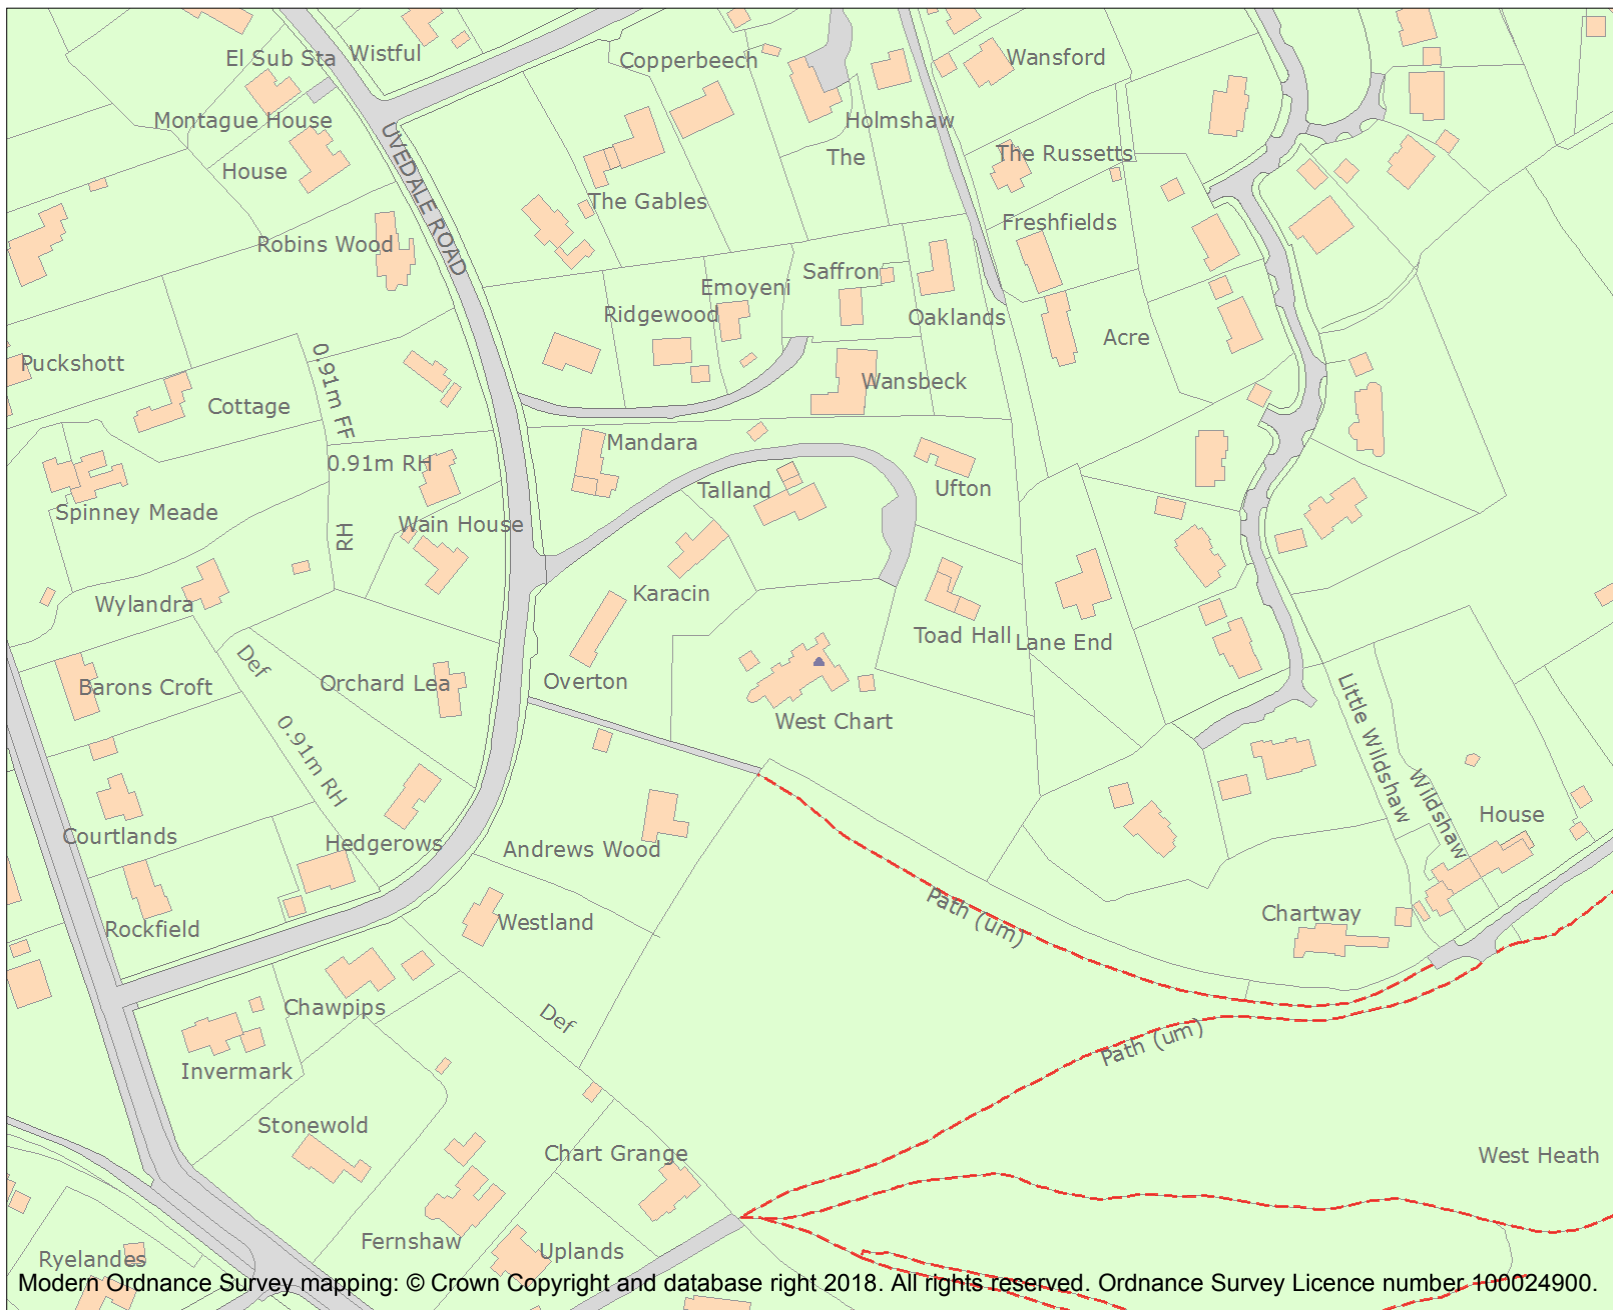 El Sub Sta
Wistful
Copperbeech
Wansford
Montague House
Holmshaw
UVEDALE ROAD
The
The Russetts
House
The Gables
Freshfields
Robins Wood
Saffron
Emoyeni
Ridgewood
Oaklands
Acre
Puckshott
0.91m FF
Wansbeck
Cottage
Mandara
0.91m RH
Talland
Ufton
Spinney Meade
Wain House
RH
Karacin
Wylandra
Toad Hall
Lane End
Def
Barons Croft
Orchard Lea
Overton
West Chart
Little Wildshaw
0.91m RH
Wildshaw
House
Courtlands
Hedgerows
Andrews Wood
Path (um)
Chartway
Westland
Rockfield
Chawpips
Def
Path (um)
Invermark
Stonewold
Chart Grange
West Heath
Fernshaw
Uplands
Ryelandes
Modern Ordnance Survey mapping: © Crown Copyright and database right 2018. All rights reserved. Ordnance Survey Licence number 100024900.